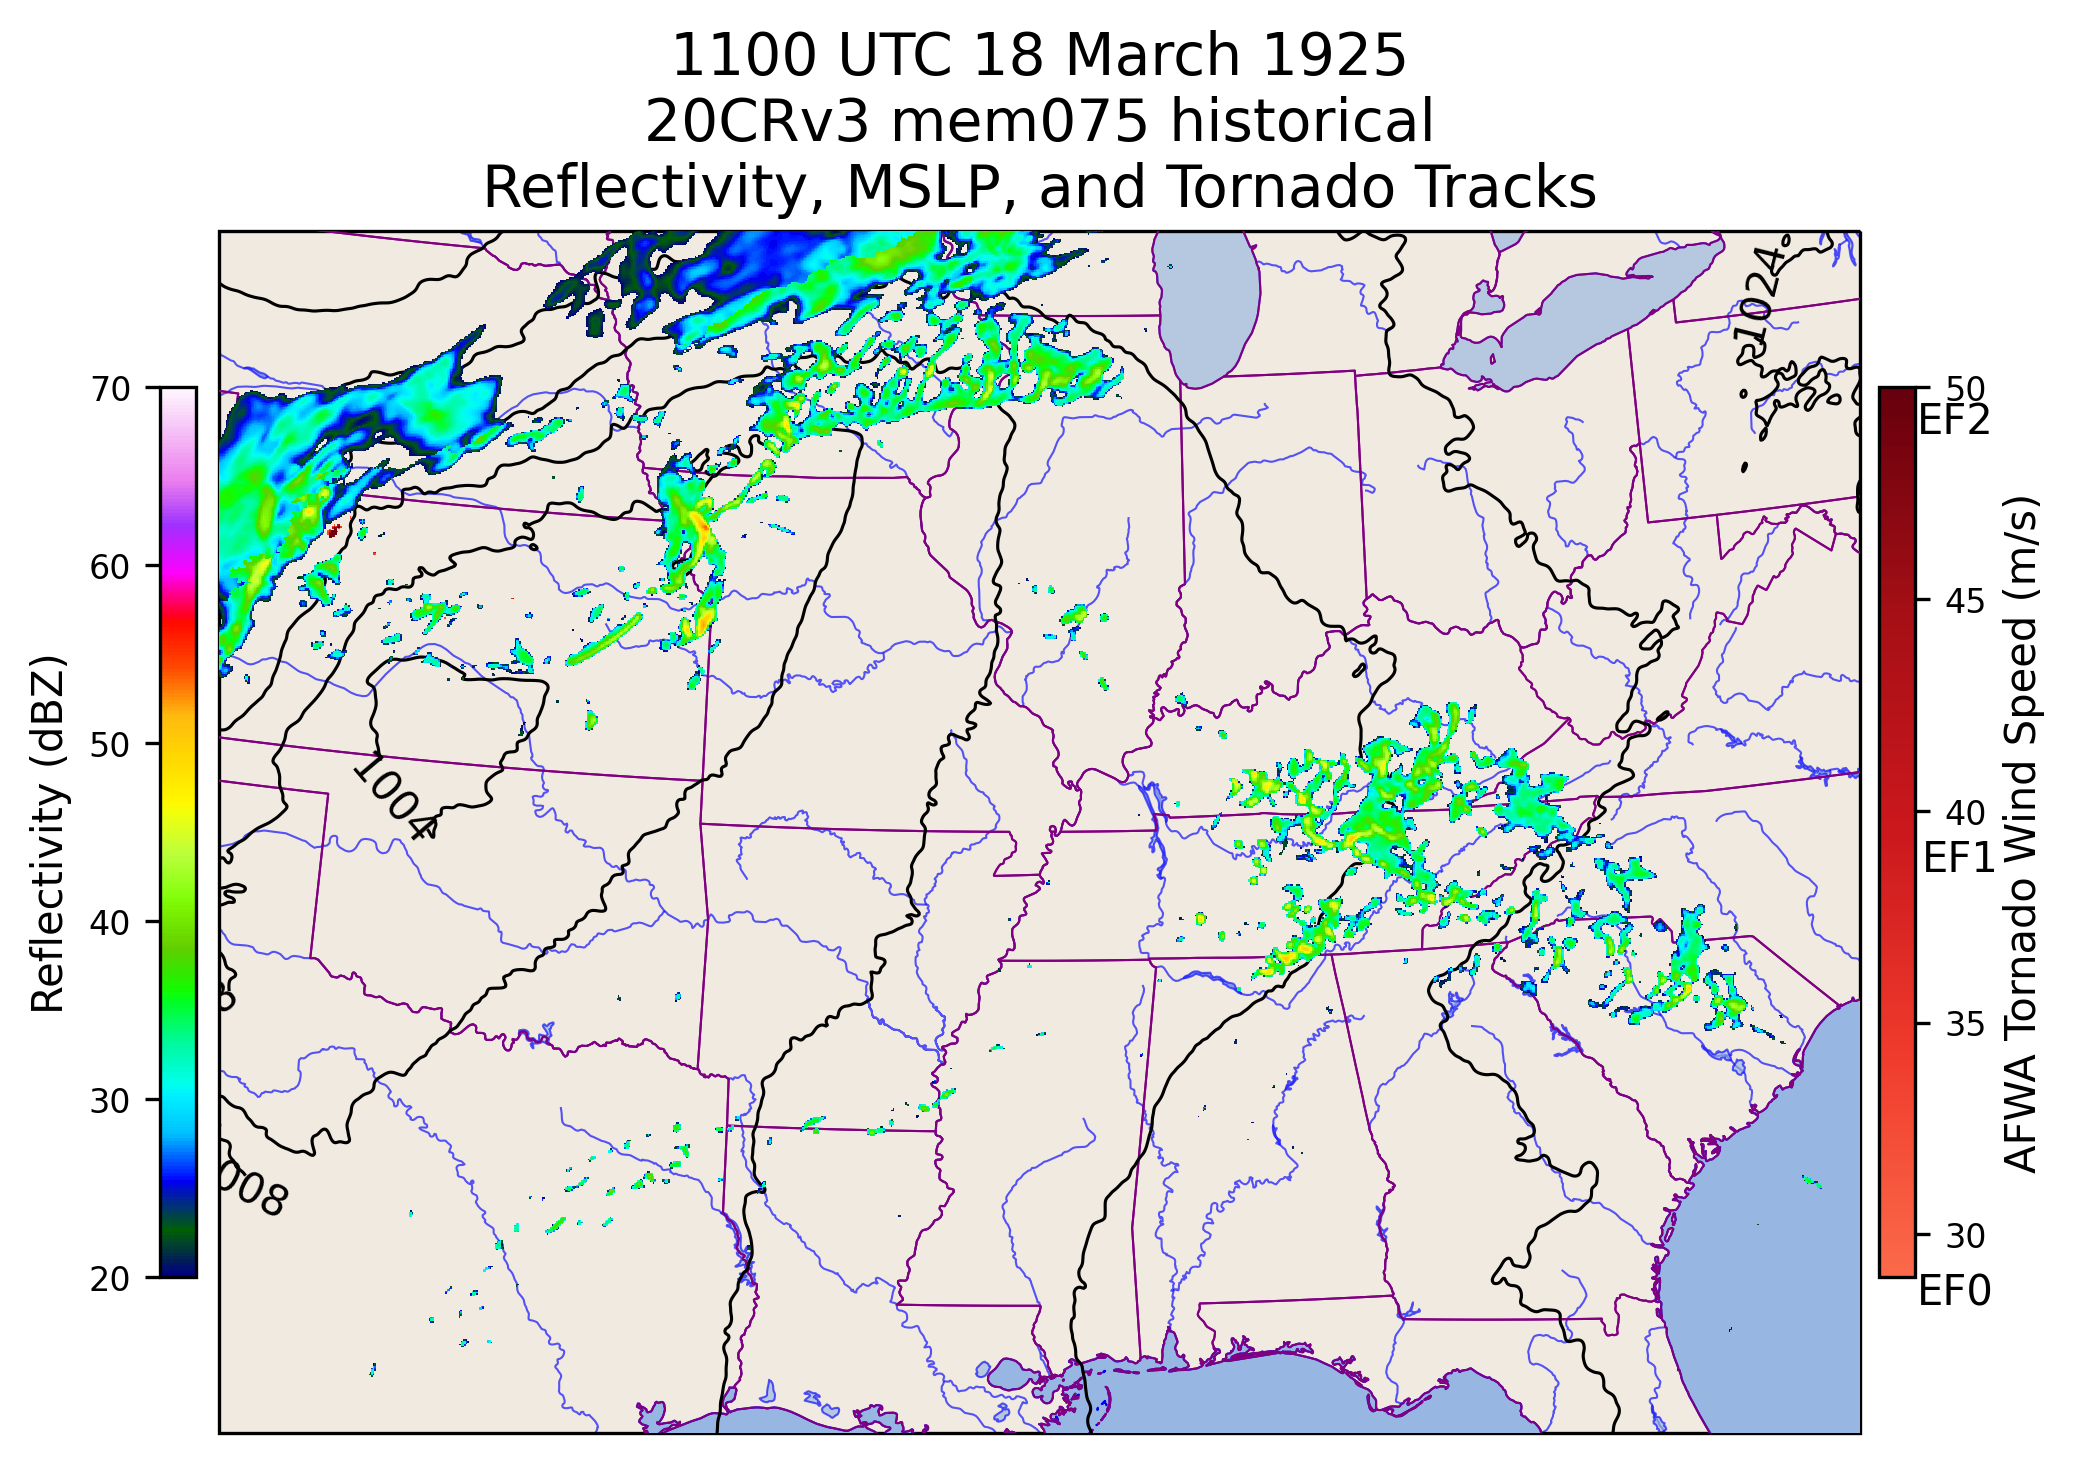 1100 UTC 18 March 1925
20CRv3 mem075 historical
Reflectivity, MSLP, and Tornado Tracks
1024
1004
008
70
60
50
40
30
20
Reflectivity (dBZ)
50
EF2
45
40
EF1
35
30
EF0
AFWA Tornado Wind Speed (m/s)